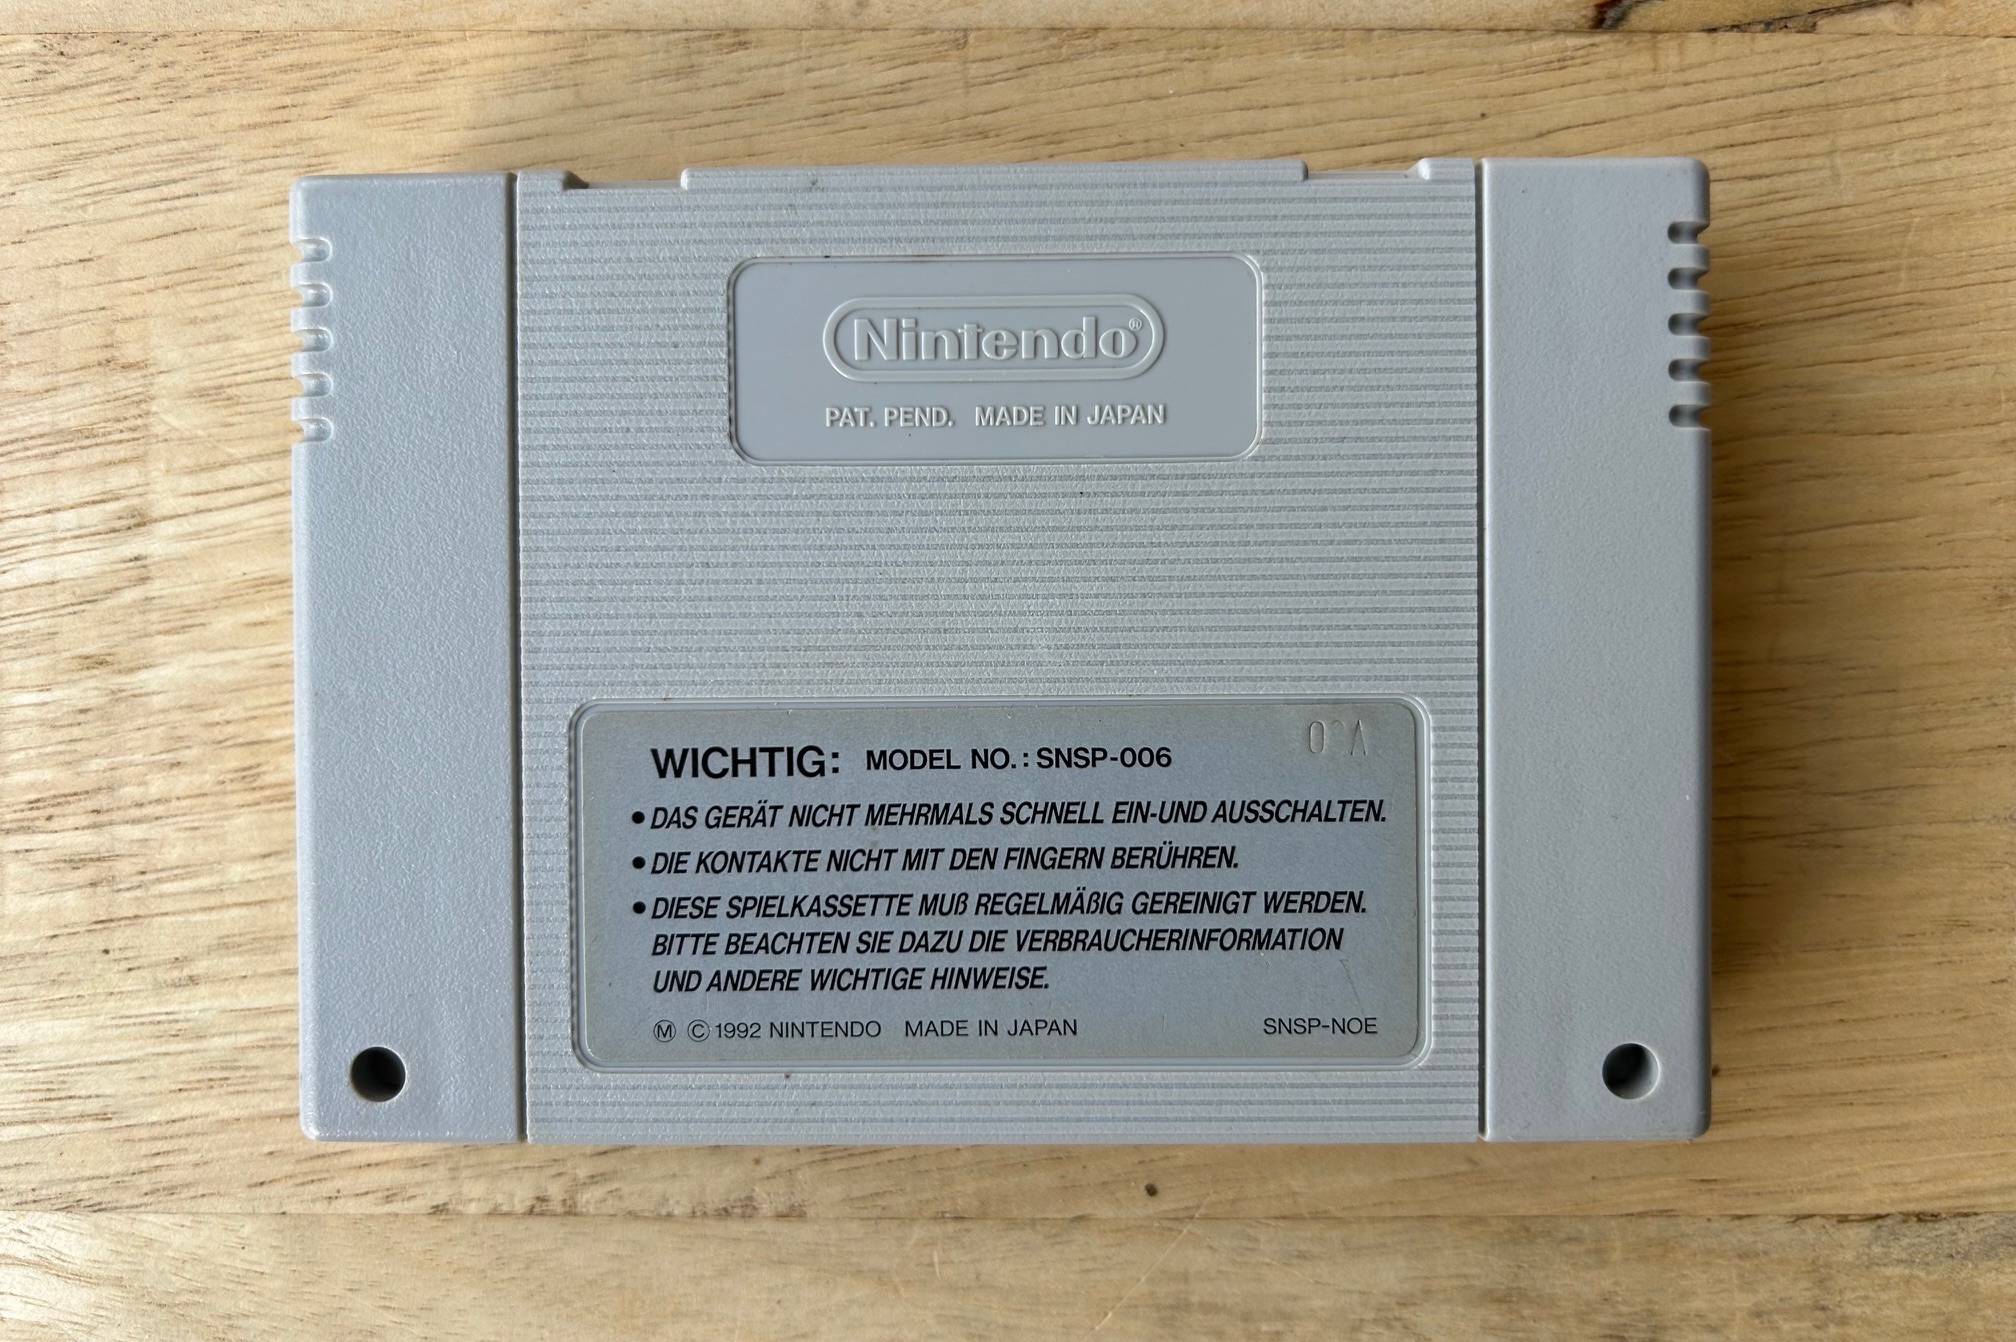 Nintendo®
PAT. PEND. MADE IN JAPAN
WICHTIG: MODEL NO.: SNSP-006
• DAS GERÄT NICHT MEHRMALS SCHNELL EIN-UND AUSSCHALTEN.
• DIE KONTAKTE NICHT MIT DEN FINGERN BERÜHREN.
• DIESE SPIELKASSETTE MUß REGELMÄßIG GEREINIGT WERDEN.
BITTE BEACHTEN SIE DAZU DIE VERBRAUCHERINFORMATION
UND ANDERE WICHTIGE HINWEISE.
Ⓜ © 1992 NINTENDO MADE IN JAPAN SNSP-NOE